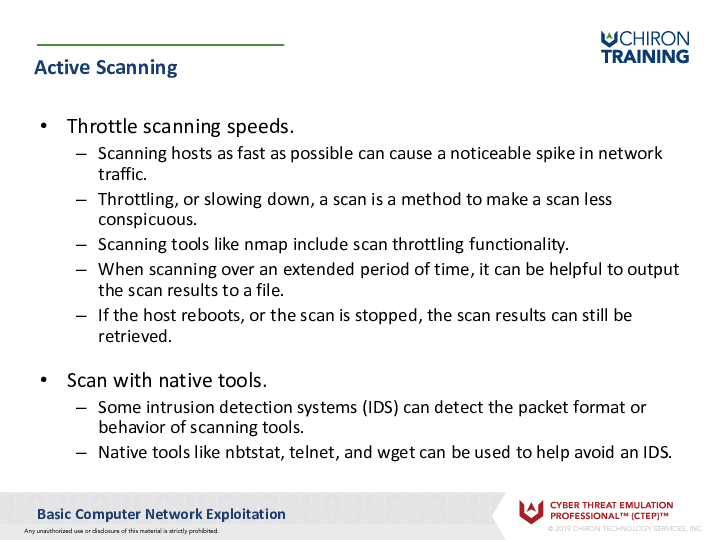 CHIRON
TRAINING
Active Scanning
• Throttle scanning speeds.
– Scanning hosts as fast as possible can cause a noticeable spike in network
traffic.
– Throttling, or slowing down, a scan is a method to make a scan less
conspicuous.
– Scanning tools like nmap include scan throttling functionality.
– When scanning over an extended period of time, it can be helpful to output
the scan results to a file.
– If the host reboots, or the scan is stopped, the scan results can still be
retrieved.
• Scan with native tools.
– Some intrusion detection systems (IDS) can detect the packet format or
behavior of scanning tools.
– Native tools like nbtstat, telnet, and wget can be used to help avoid an IDS.
Basic Computer Network Exploitation
Any unauthorized use or disclosure of this material is strictly prohibited.
CYBER THREAT EMULATION
PROFESSIONAL™ (CTEP)™
© 2019 CHIRON TECHNOLOGY SERVICES, INC.